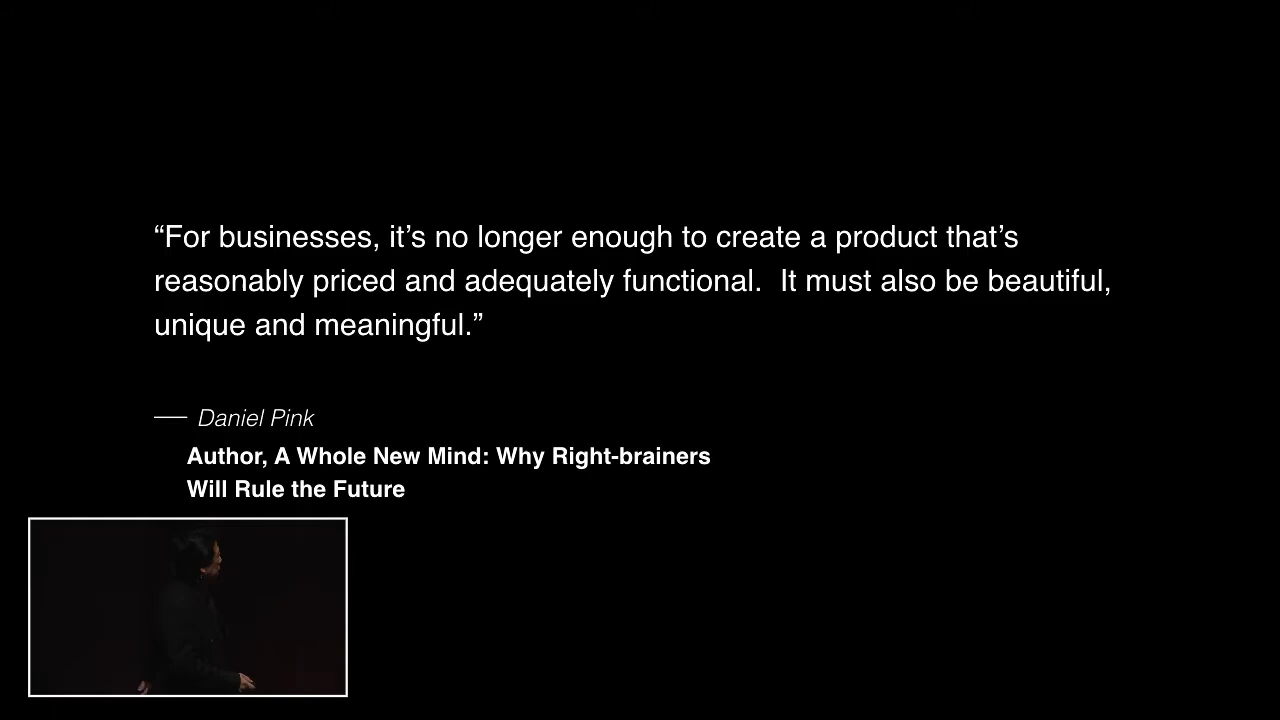 “For businesses, it’s no longer enough to create a product that’s
reasonably priced and adequately functional.  It must also be beautiful,
unique and meaningful.”
— Daniel Pink
Author, A Whole New Mind: Why Right-brainers
Will Rule the Future